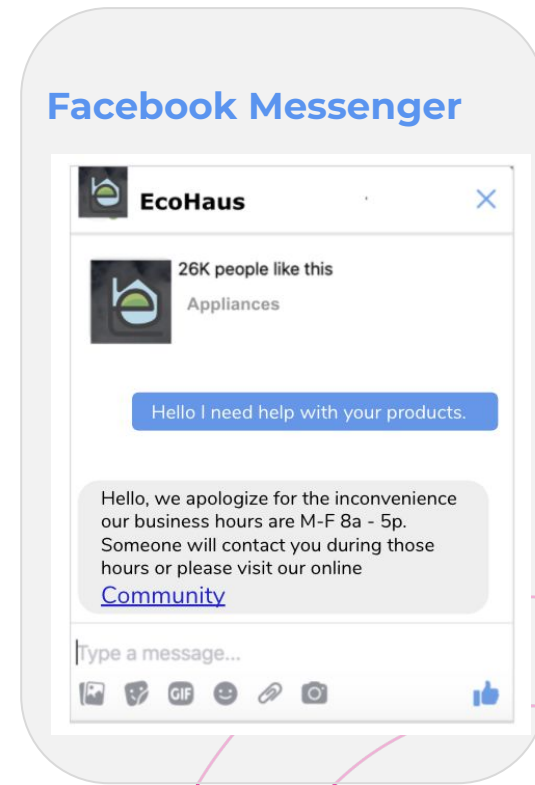 Facebook Messenger
EcoHaus
26K people like this
Appliances
Hello I need help with your products.
Hello, we apologize for the inconvenience
our business hours are M-F 8a - 5p.
Someone will contact you during those
hours or please visit our online
Community
Type a message...
GIF